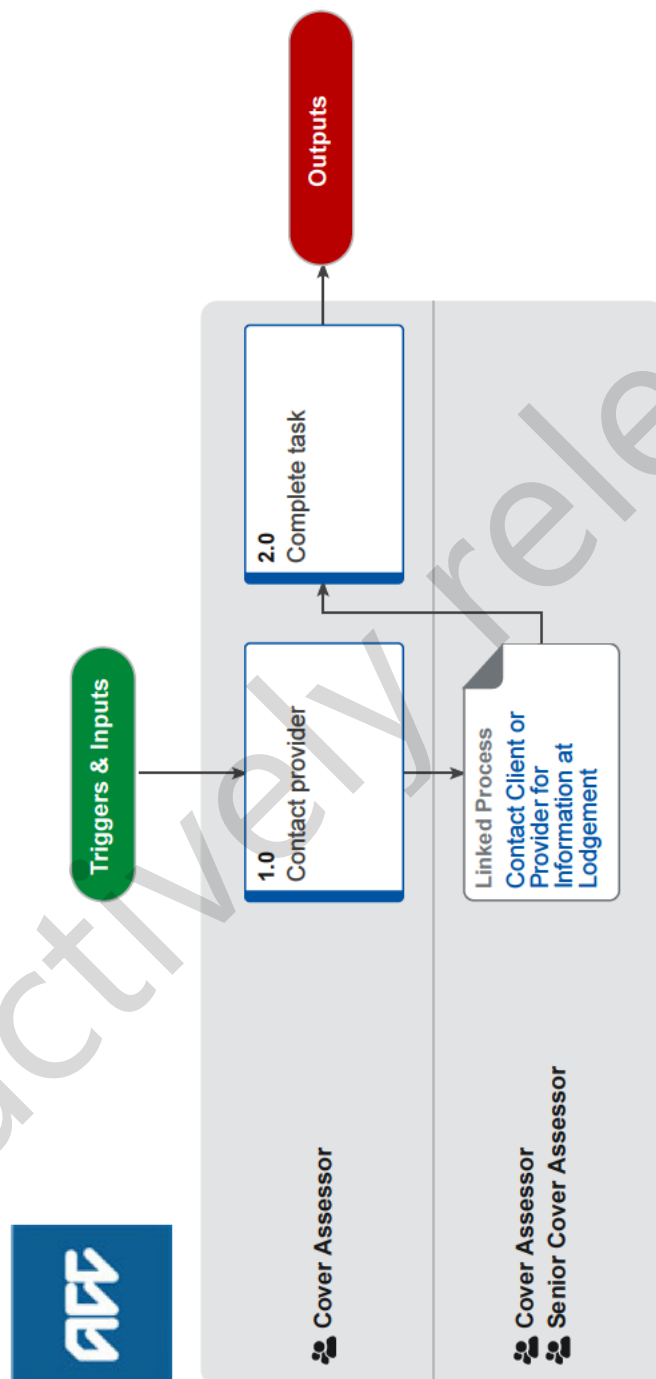 acc
Triggers & Inputs
Outputs
Cover Assessor
1.0
Contact provider
2.0
Complete task
Cover Assessor
Senior Cover Assessor
Linked Process
Contact Client or
Provider for
Information at
Lodgement